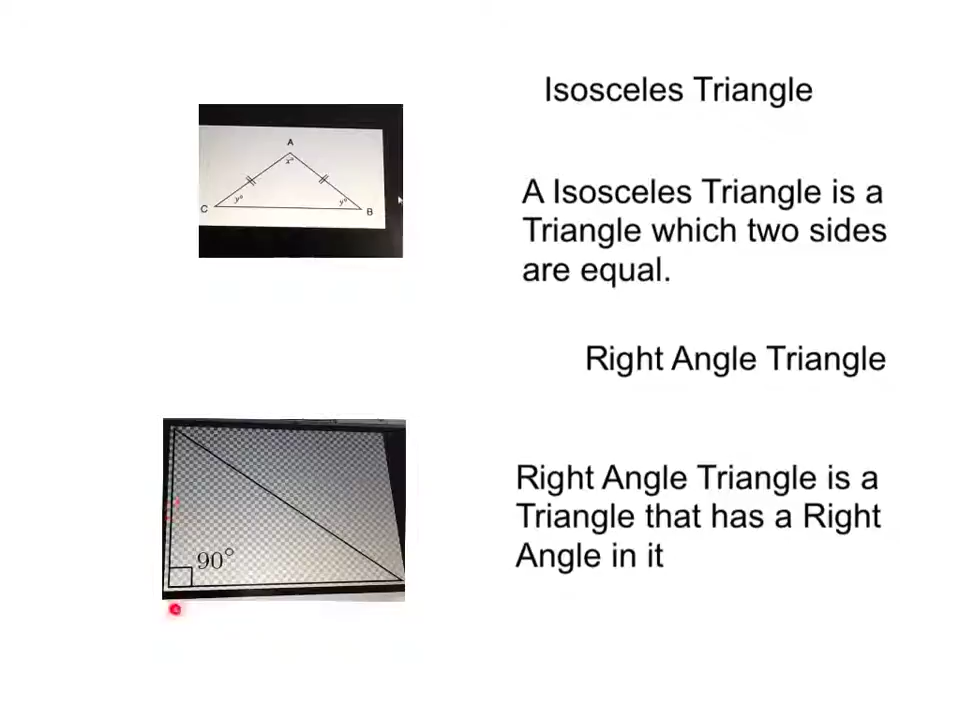 Isosceles Triangle
A
x°
y°
y°
C
B
A Isosceles Triangle is a
Triangle which two sides
are equal.
Right Angle Triangle
90°
Right Angle Triangle is a
Triangle that has a Right
Angle in it